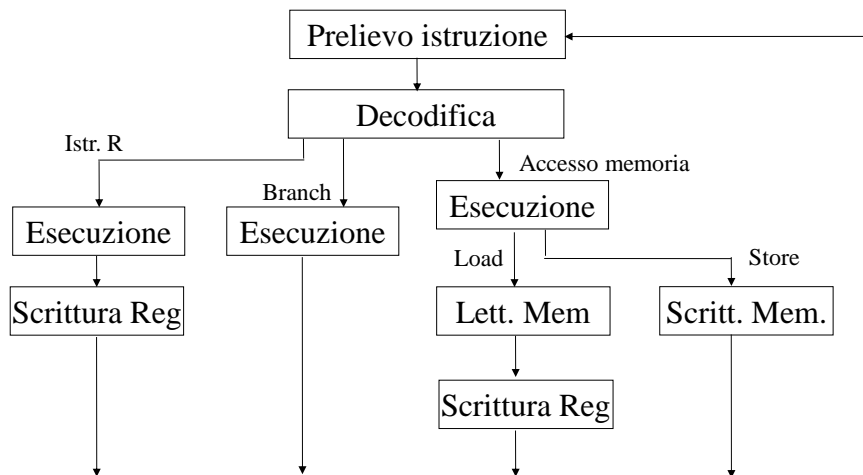 Prelievo istruzione
Decodifica
Istr. R
Branch
Accesso memoria
Esecuzione
Esecuzione
Esecuzione
Load
Store
Scrittura Reg
Lett. Mem
Scritt. Mem.
Scrittura Reg